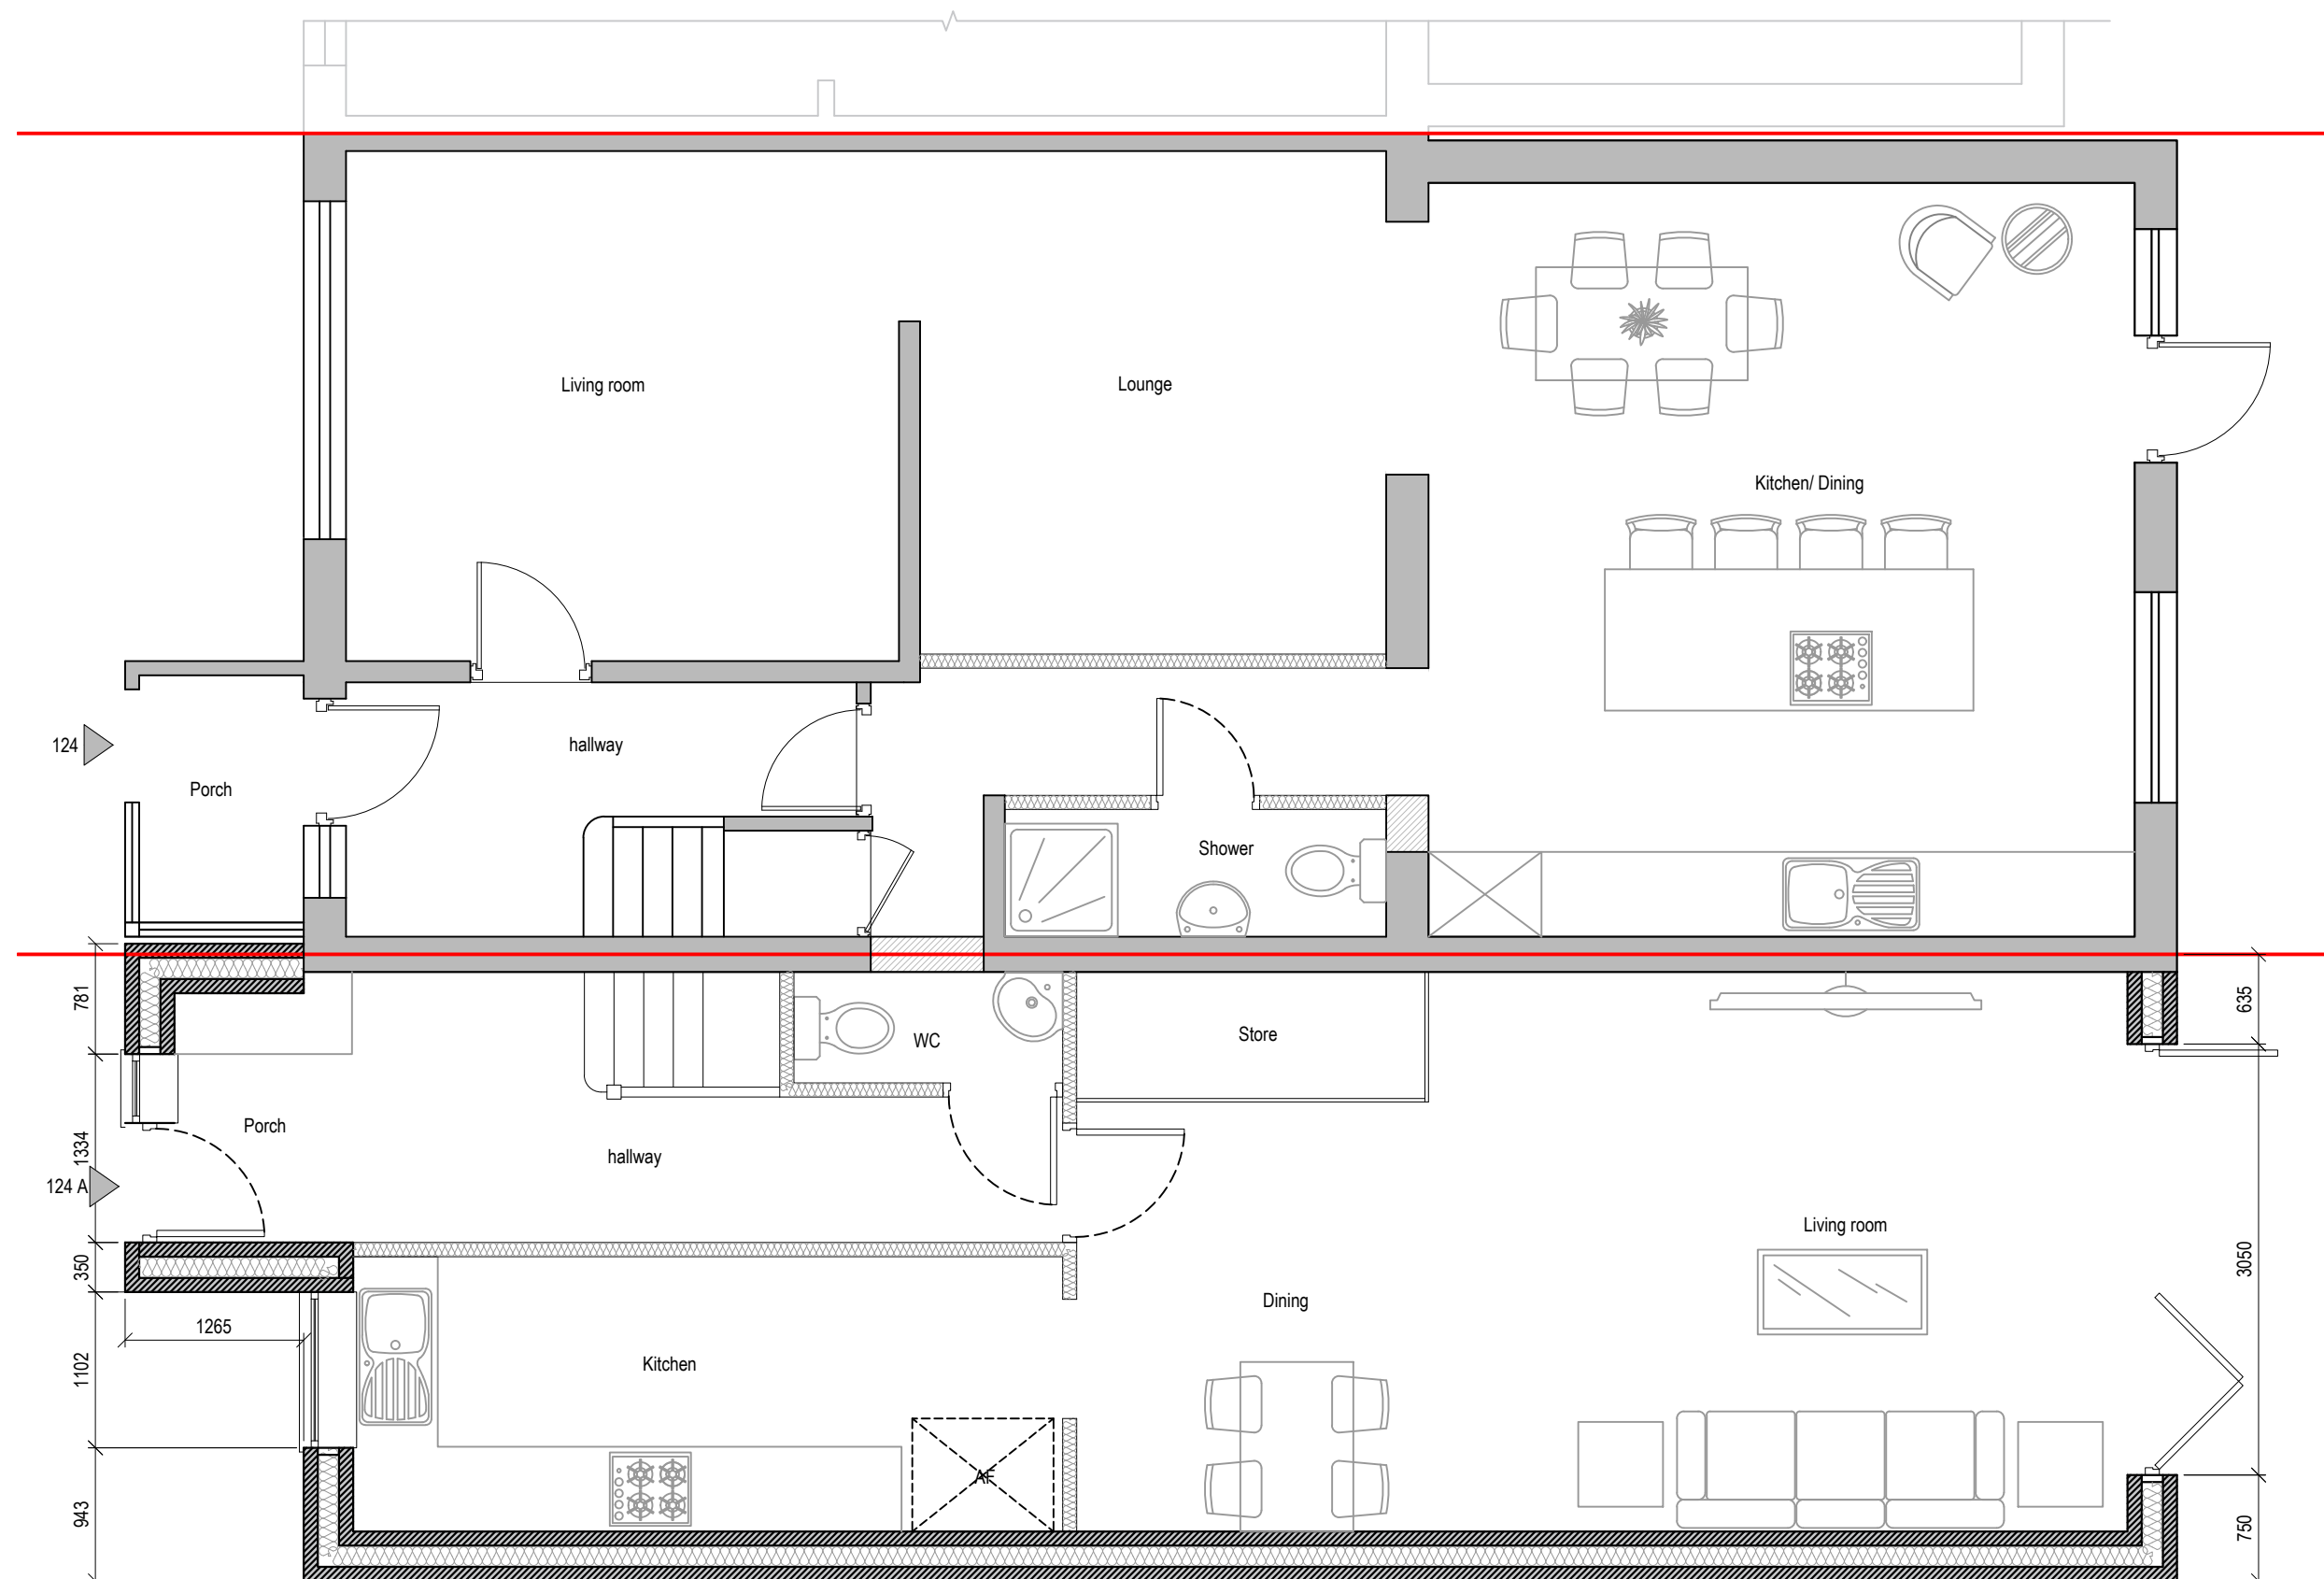 Living room
Lounge
Kitchen/ Dining
124
hallway
Porch
Shower
781
635
WC
Store
Porch
1334
hallway
124 A
Living room
350
3050
Dining
1265
Kitchen
1102
AF
943
750